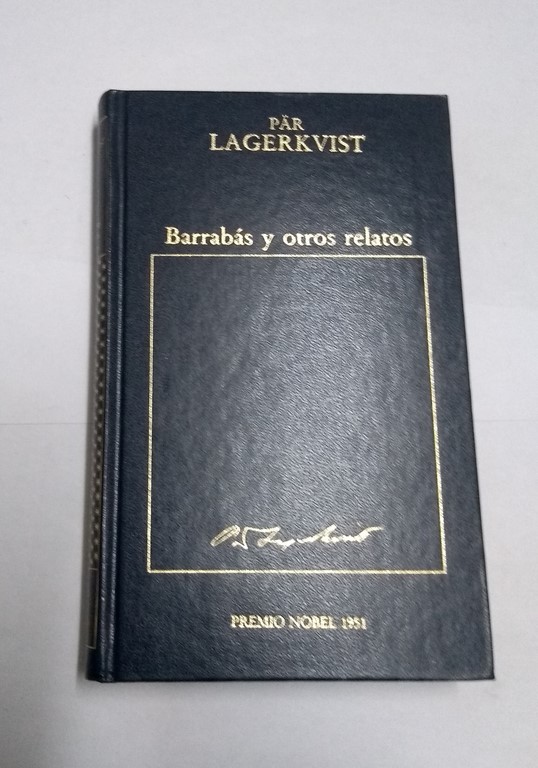 PÄR
LAGERKVIST
Barrabás y otros relatos
PREMIO NOBEL 1951